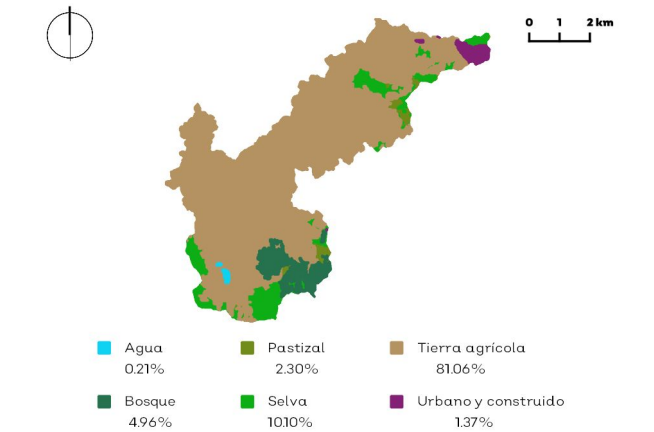 0 1 2 km
Agua
0.21%
Pastizal
2.30%
Tierra agrícola
81.06%
Bosque
4.96%
Selva
10.10%
Urbano y construido
1.37%